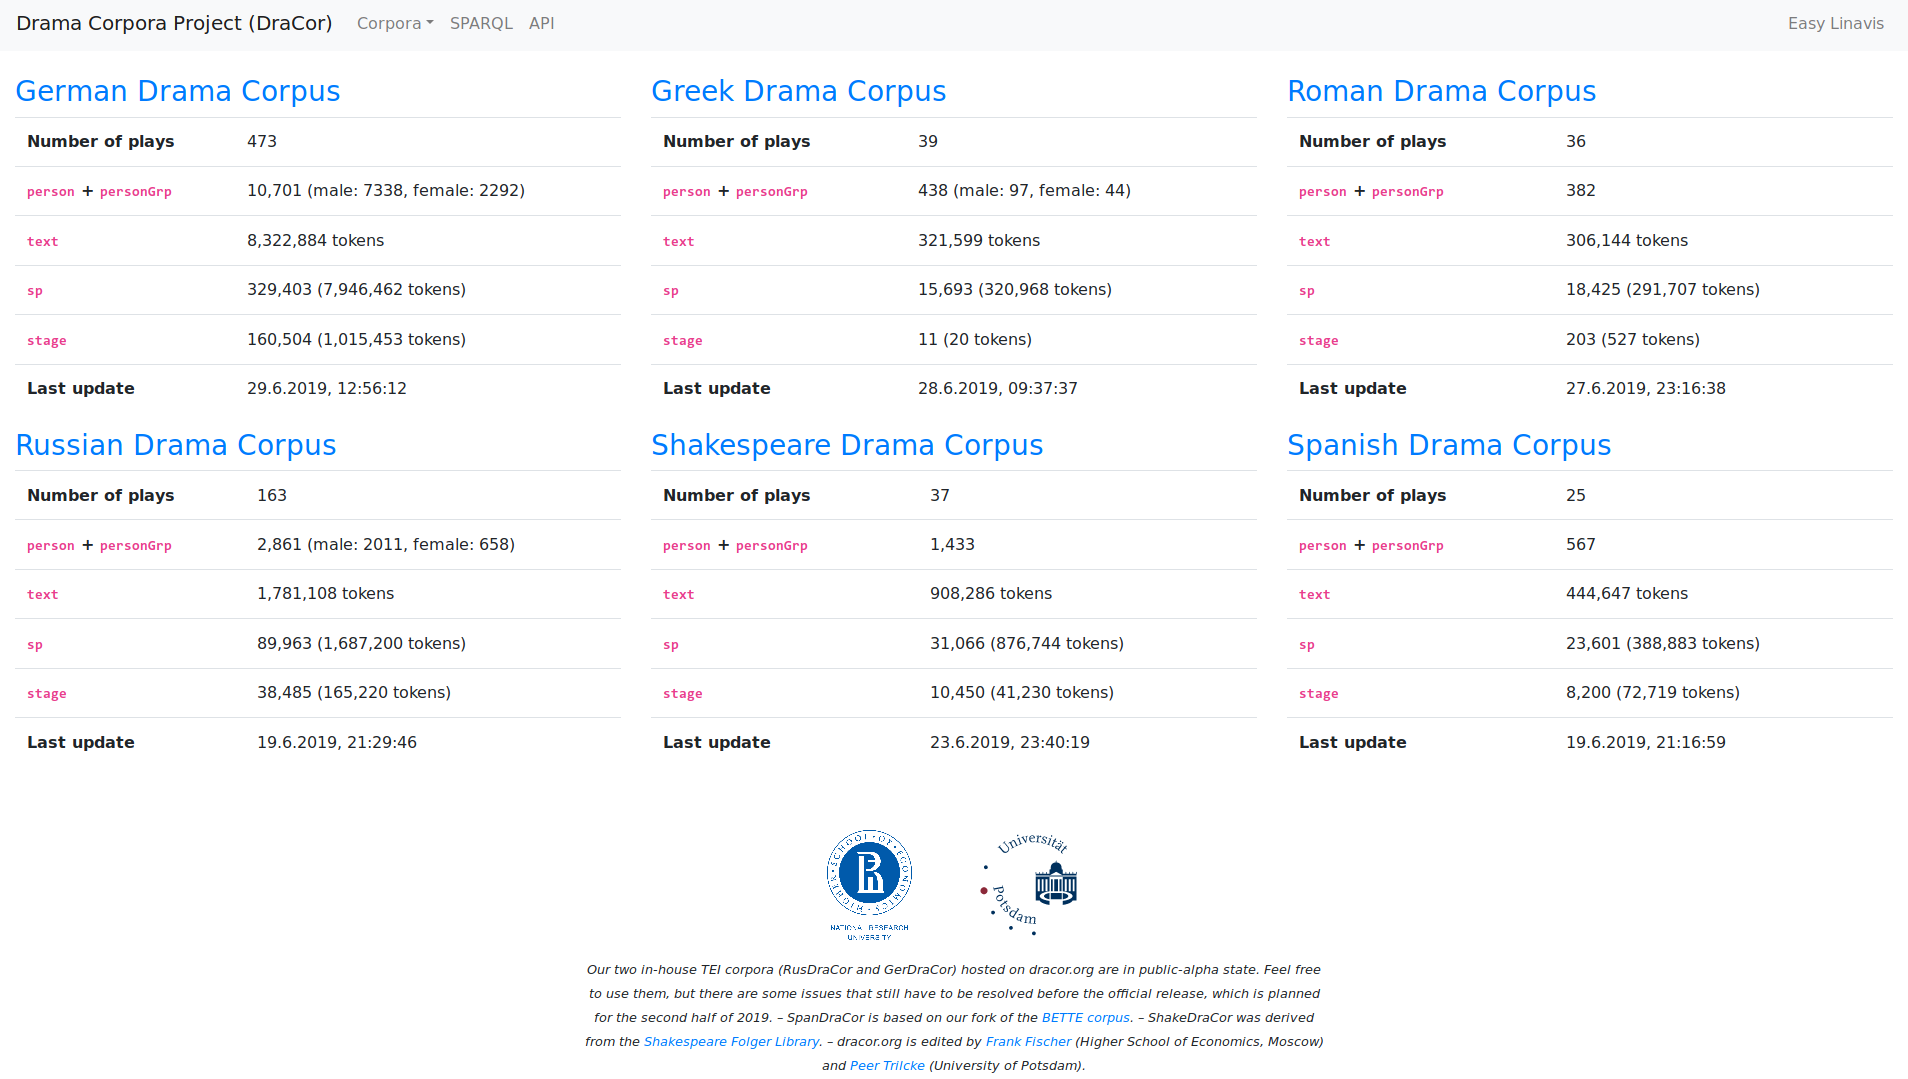 Drama Corpora Project (DraCor) Corpora SPARQL API Easy Linavis
German Drama Corpus
Number of plays 473
person + personGrp 10,701 (male: 7338, female: 2292)
text 8,322,884 tokens
sp 329,403 (7,946,462 tokens)
stage 160,504 (1,015,453 tokens)
Last update 29.6.2019, 12:56:12
Greek Drama Corpus
Number of plays 39
person + personGrp 438 (male: 97, female: 44)
text 321,599 tokens
sp 15,693 (320,968 tokens)
stage 11 (20 tokens)
Last update 28.6.2019, 09:37:37
Roman Drama Corpus
Number of plays 36
person + personGrp 382
text 306,144 tokens
sp 18,425 (291,707 tokens)
stage 203 (527 tokens)
Last update 27.6.2019, 23:16:38
Russian Drama Corpus
Number of plays 163
person + personGrp 2,861 (male: 2011, female: 658)
text 1,781,108 tokens
sp 89,963 (1,687,200 tokens)
stage 38,485 (165,220 tokens)
Last update 19.6.2019, 21:29:46
Shakespeare Drama Corpus
Number of plays 37
person + personGrp 1,433
text 908,286 tokens
sp 31,066 (876,744 tokens)
stage 10,450 (41,230 tokens)
Last update 23.6.2019, 23:40:19
Spanish Drama Corpus
Number of plays 25
person + personGrp 567
text 444,647 tokens
sp 23,601 (388,883 tokens)
stage 8,200 (72,719 tokens)
Last update 19.6.2019, 21:16:59
HIGHER · SCHOOL · OF · ECONOMICS ·
NATIONAL RESEARCH
UNIVERSITY
Universität
Potsdam
Our two in-house TEI corpora (RusDraCor and GerDraCor) hosted on dracor.org are in public-alpha state. Feel free
to use them, but there are some issues that still have to be resolved before the official release, which is planned
for the second half of 2019. – SpanDraCor is based on our fork of the BETTE corpus. – ShakeDraCor was derived
from the Shakespeare Folger Library. – dracor.org is edited by Frank Fischer (Higher School of Economics, Moscow)
and Peer Trilcke (University of Potsdam).